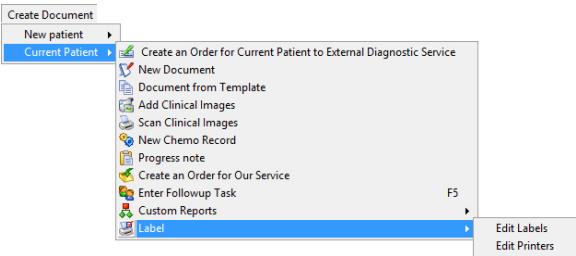 Create Document
New patient
Current Patient
Create an Order for Current Patient to External Diagnostic Service
New Document
Document from Template
Add Clinical Images
Scan Clinical Images
New Chemo Record
Progress note
Create an Order for Our Service
Enter Followup Task F5
Custom Reports
Label
Edit Labels
Edit Printers